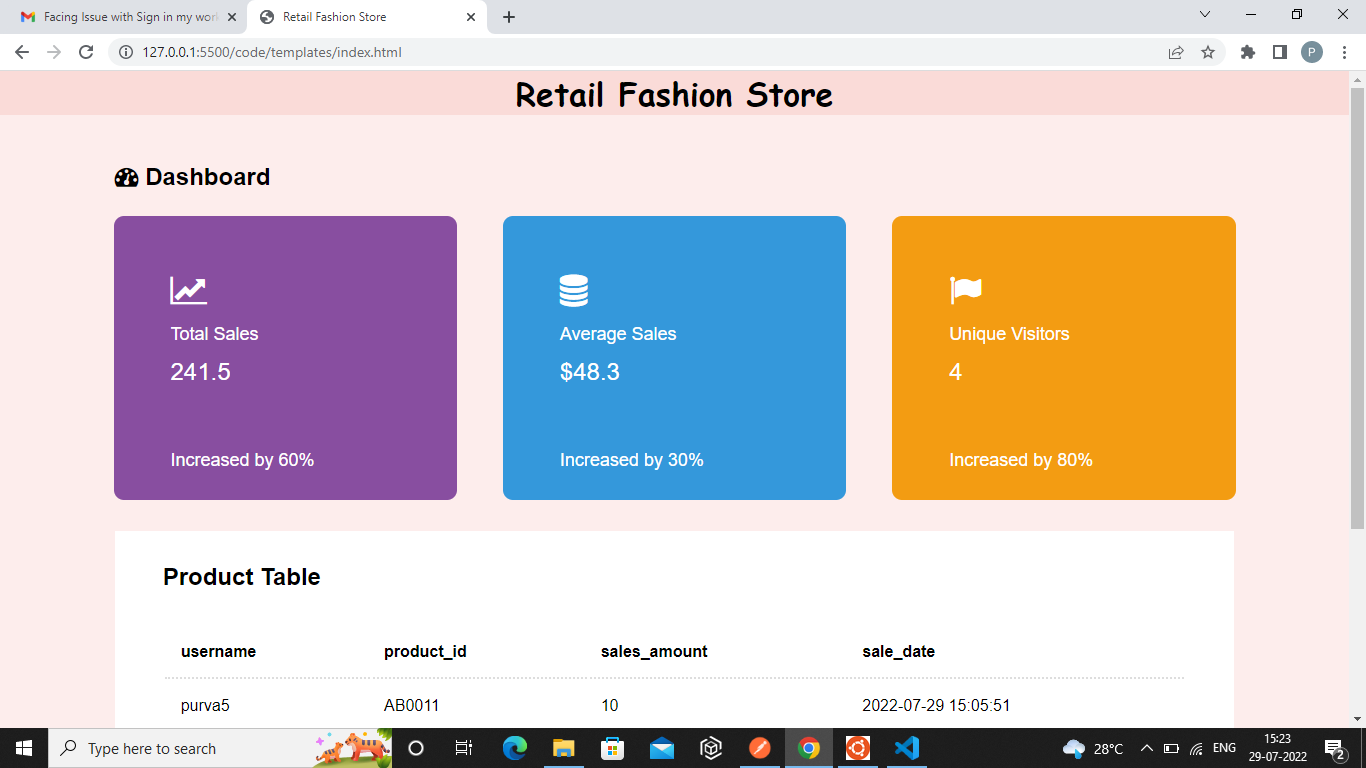 Facing Issue with Sign in my work
Retail Fashion Store
127.0.0.1:5500/code/templates/index.html
P
Retail Fashion Store
Dashboard
Total Sales
241.5
Increased by 60%
Average Sales
$48.3
Increased by 30%
Unique Visitors
4
Increased by 80%
Product Table
username product_id sales_amount sale_date
purva5 AB0011 10 2022-07-29 15:05:51
Type here to search
28°C
ENG
15:23
29-07-2022
2